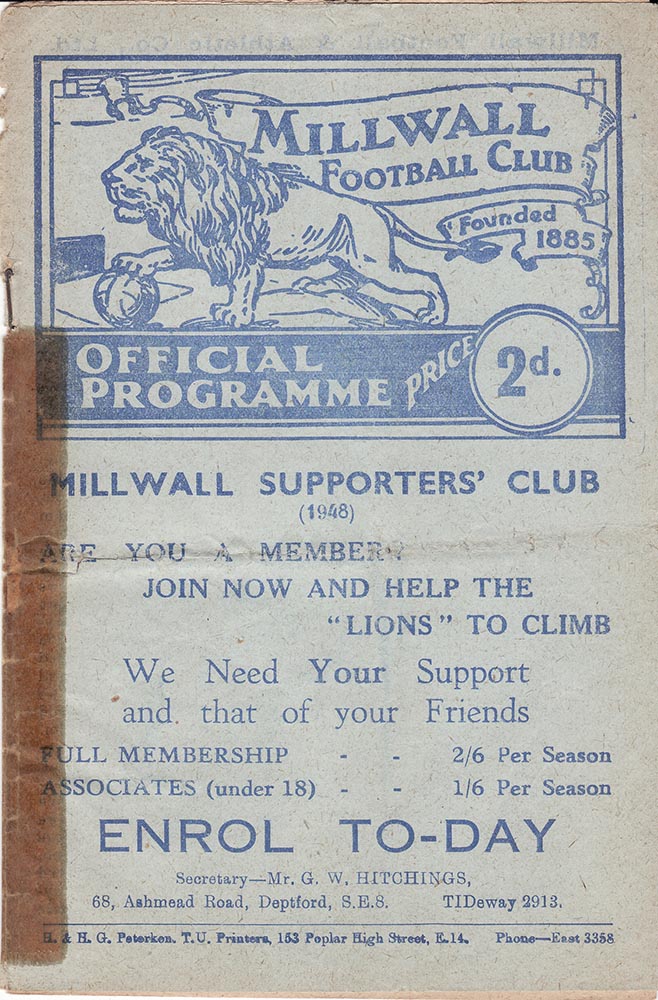 MILLWALL
FOOTBALL CLUB
Founded
1885
OFFICIAL
PROGRAMME
PRICE
2d.
MILLWALL SUPPORTERS' CLUB
(1948)
ARE YOU A MEMBER?
JOIN NOW AND HELP THE
"LIONS" TO CLIMB
We Need Your Support
and that of your Friends
FULL MEMBERSHIP - - 2/6 Per Season
ASSOCIATES (under 18) - - 1/6 Per Season
ENROL TO-DAY
Secretary—Mr. G. W. HITCHINGS,
68, Ashmead Road, Deptford, S.E.8. TIDeway 2913.
H. & H. G. Peterken. T.U. Printers, 153 Poplar High Street, E.14. Phone—East 3358